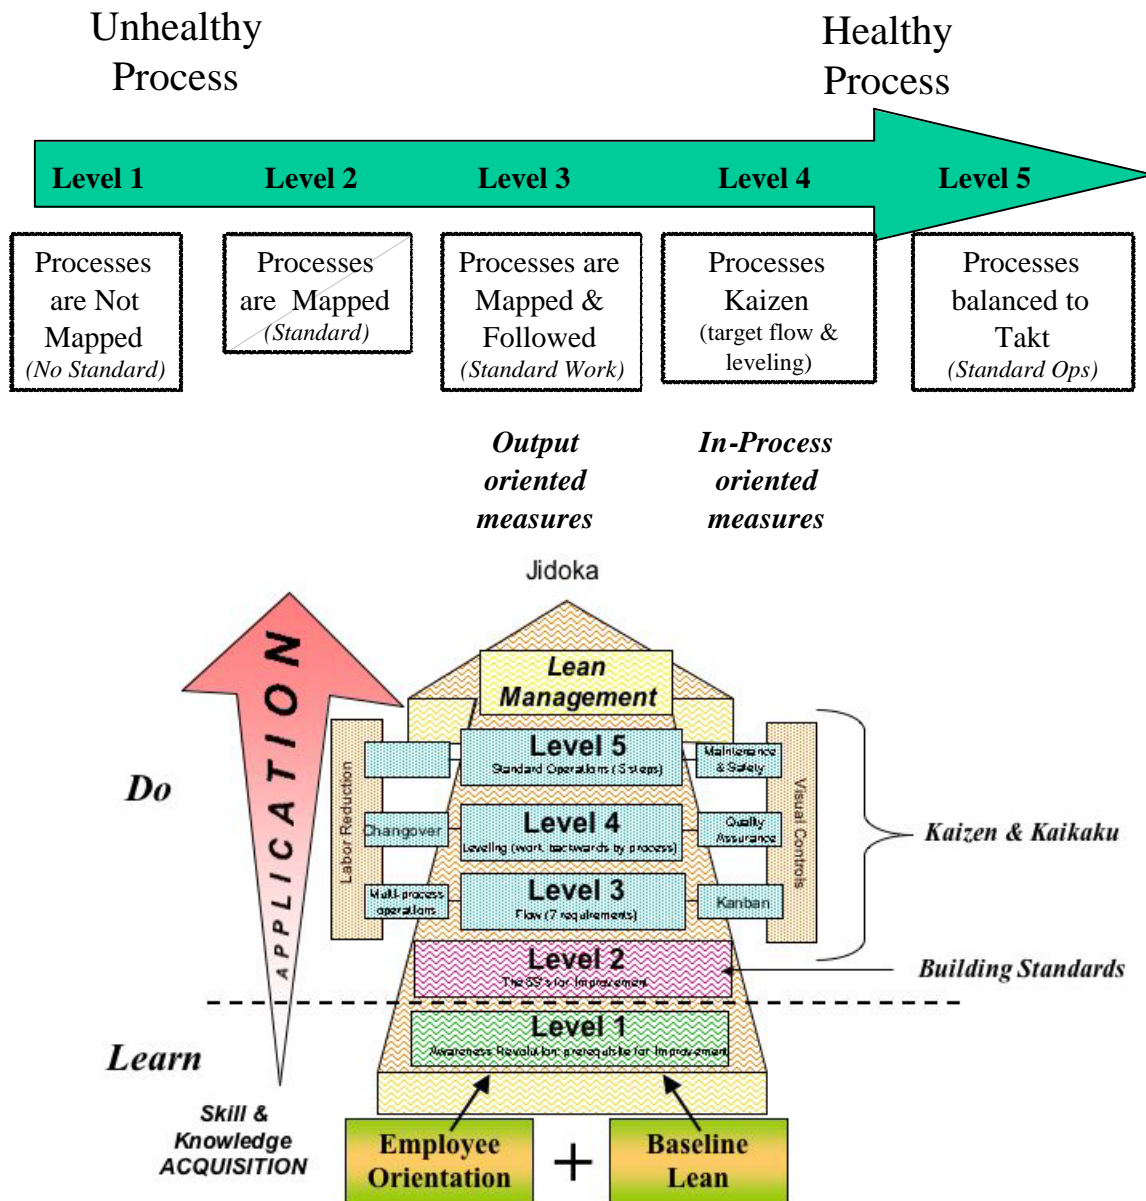 Unhealthy
Process
Healthy
Process
Level 1
Level 2
Level 3
Level 4
Level 5
Processes
are Not
Mapped
(No Standard)
Processes
are Mapped
(Standard)
Processes are
Mapped &
Followed
(Standard Work)
Processes
Kaizen
(target flow &
leveling)
Processes
balanced to
Takt
(Standard Ops)
Output
oriented
measures
In-Process
oriented
measures
Jidoka
Lean
Management
APPLICATION
Do
Learn
Skill &
Knowledge
ACQUISITION
Labor Reduction
Changover
Multi-process
operations
Level 5
Standard Operations (5 steps)
Level 4
Leveling (work backwards by process)
Level 3
Flow (7 requirements)
Level 2
The 5S's for Improvement
Level 1
Awareness Revolution: prerequisite for Improvement
Maintenance
& Safety
Quality
Assurance
Kanban
Visual Controls
Kaizen & Kaikaku
Building Standards
Employee
Orientation
+
Baseline
Lean